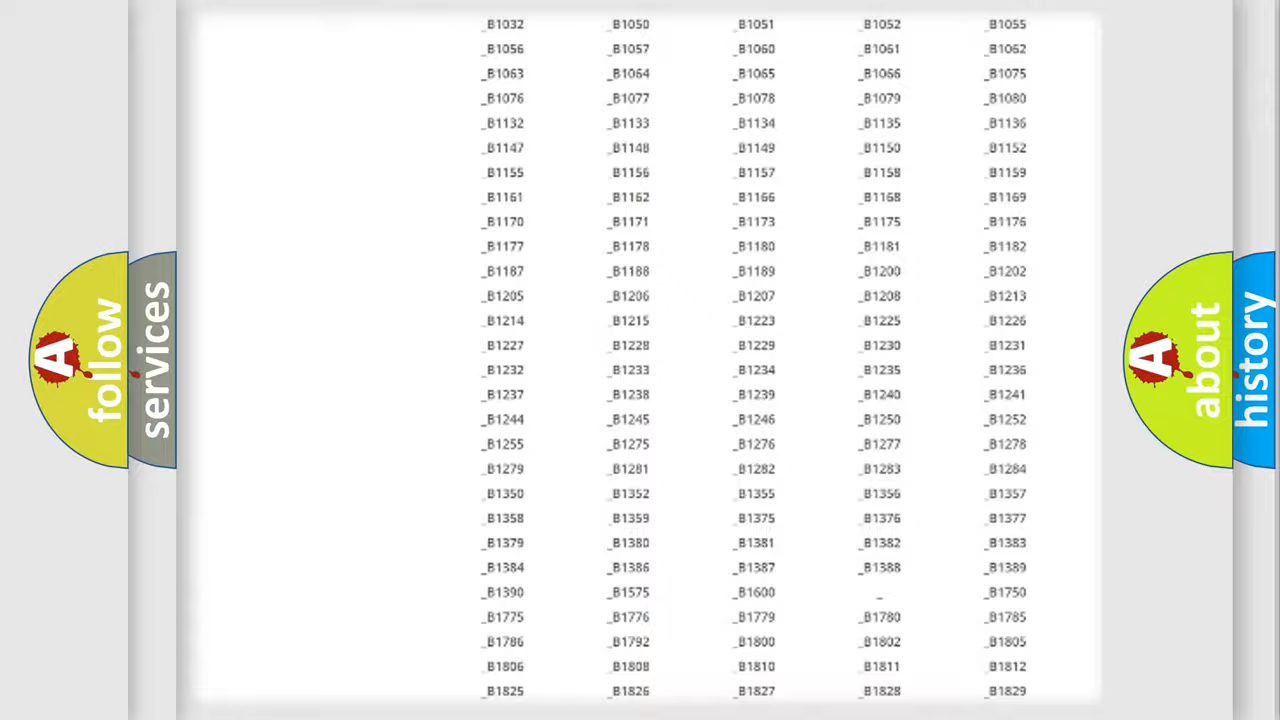 _B1032 _B1050 _B1051 _B1052 _B1055
_B1056 _B1057 _B1060 _B1061 _B1062
_B1063 _B1064 _B1065 _B1066 _B1075
_B1076 _B1077 _B1078 _B1079 _B1080
_B1132 _B1133 _B1134 _B1135 _B1136
_B1147 _B1148 _B1149 _B1150 _B1152
_B1155 _B1156 _B1157 _B1158 _B1159
_B1161 _B1162 _B1166 _B1168 _B1169
_B1170 _B1171 _B1173 _B1175 _B1176
_B1177 _B1178 _B1180 _B1181 _B1182
_B1187 _B1188 _B1189 _B1200 _B1202
_B1205 _B1206 _B1207 _B1208 _B1213
_B1214 _B1215 _B1223 _B1225 _B1226
_B1227 _B1228 _B1229 _B1230 _B1231
_B1232 _B1233 _B1234 _B1235 _B1236
_B1237 _B1238 _B1239 _B1240 _B1241
_B1244 _B1245 _B1246 _B1250 _B1252
_B1255 _B1275 _B1276 _B1277 _B1278
_B1279 _B1281 _B1282 _B1283 _B1284
_B1350 _B1352 _B1355 _B1356 _B1357
_B1358 _B1359 _B1375 _B1376 _B1377
_B1379 _B1380 _B1381 _B1382 _B1383
_B1384 _B1386 _B1387 _B1388 _B1389
_B1390 _B1575 _B1600 _ _B1750
_B1775 _B1776 _B1779 _B1780 _B1785
_B1786 _B1792 _B1800 _B1802 _B1805
_B1806 _B1808 _B1810 _B1811 _B1812
_B1825 _B1826 _B1827 _B1828 _B1829
A follow
services
A about
history